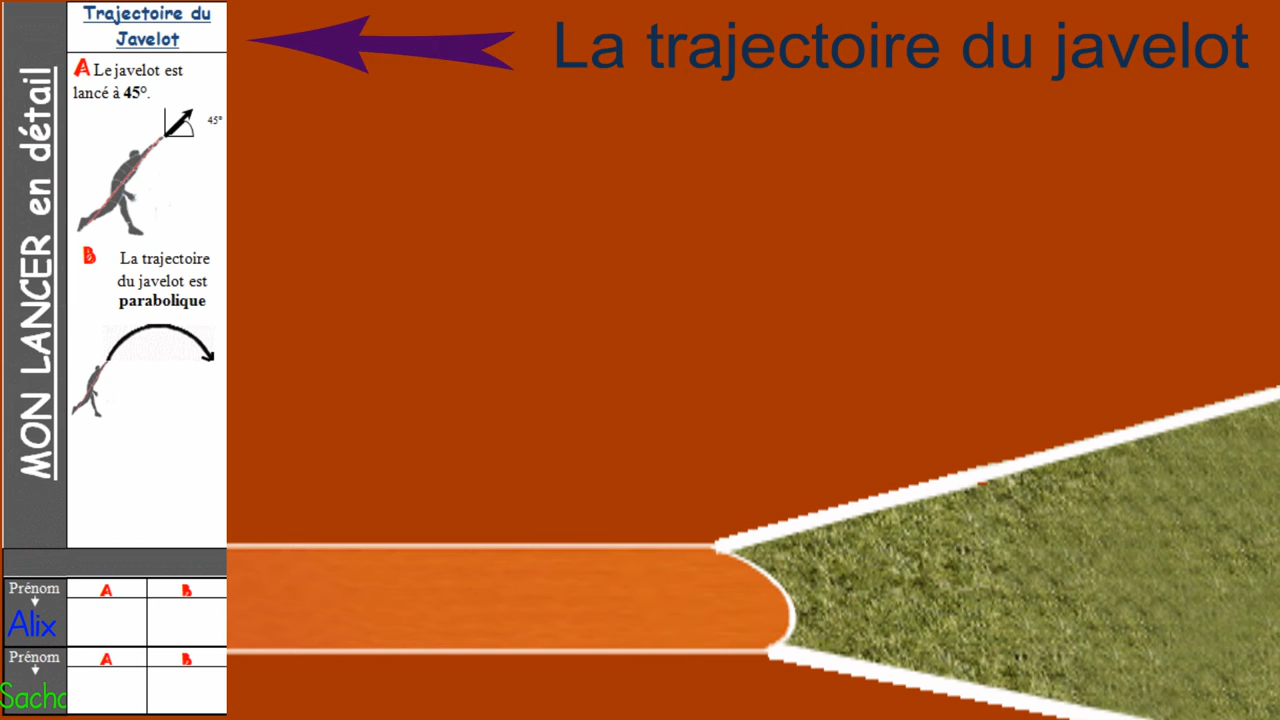 MON LANCER en détail
Trajectoire du
Javelot
A Le javelot est
lancé à 45°.
45°
B La trajectoire
du javelot est
parabolique
La trajectoire du javelot
Prénom A B
Alix
Prénom A B
Sacha